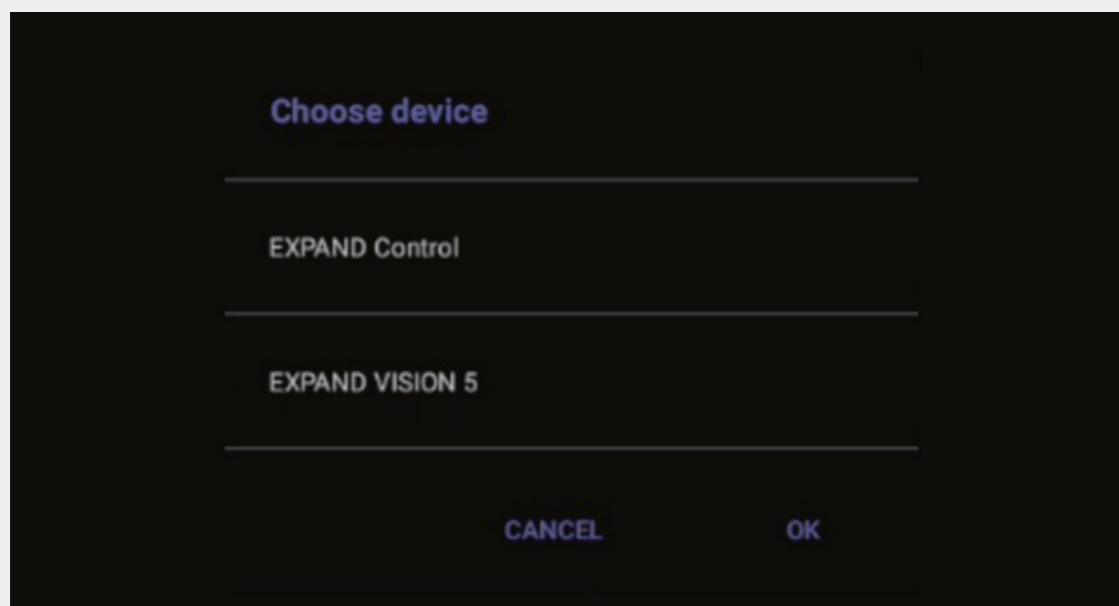 Choose device
EXPAND Control
EXPAND VISION 5
CANCEL
OK